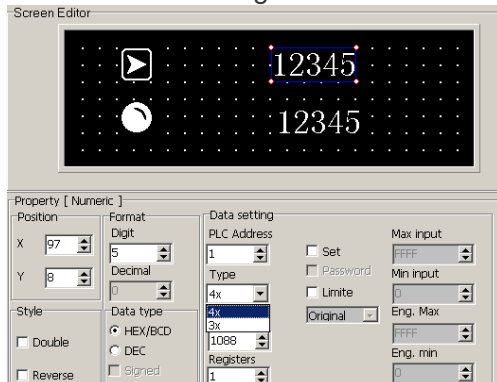 Screen Editor
12345
12345
Property [ Numeric ]
Position
X 97
Y 8
Style
Double
Reverse
Format
Digit
5
Decimal
0
Data type
HEX/BCD
DEC
Signed
Data setting
PLC Address
1
Type
4x
4x
3x
1088
Registers
1
Set
Password
Limite
Original
Max input
FFFF
Min input
0
Eng. Max
FFFF
Eng. min
0